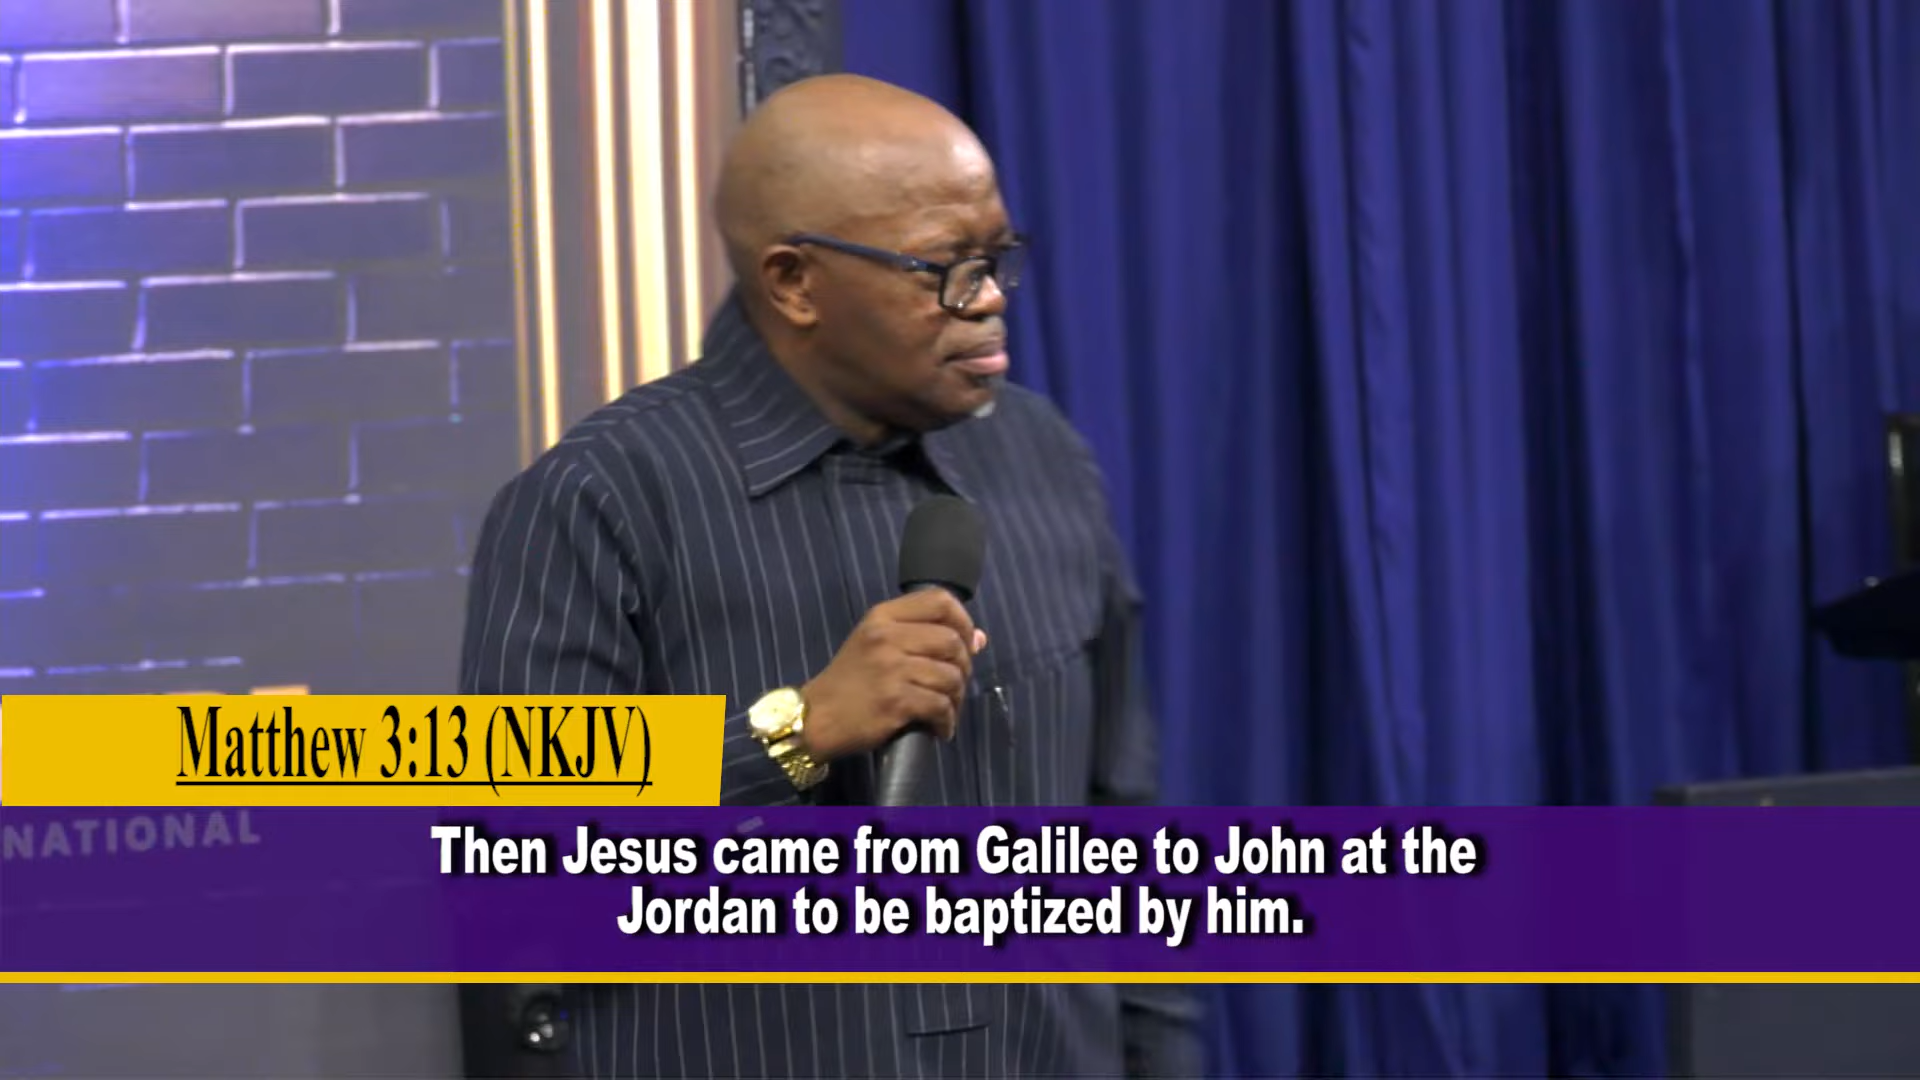 Matthew 3:13 (NKJV)
NATIONAL
Then Jesus came from Galilee to John at the
Jordan to be baptized by him.